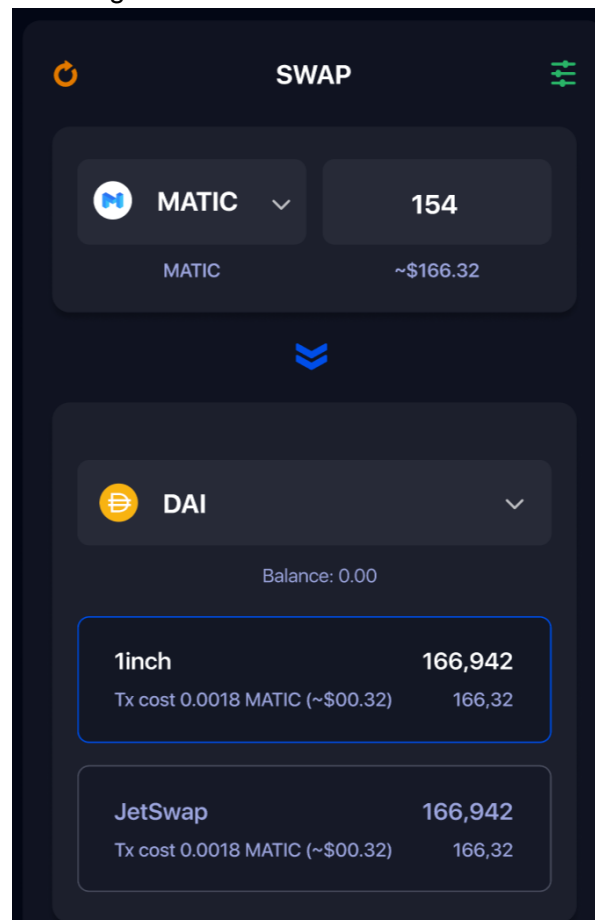 SWAP
MATIC 154
MATIC ~$166.32
DAI
Balance: 0.00
1inch 166,942
Tx cost 0.0018 MATIC (~$00.32) 166,32
JetSwap 166,942
Tx cost 0.0018 MATIC (~$00.32) 166,32